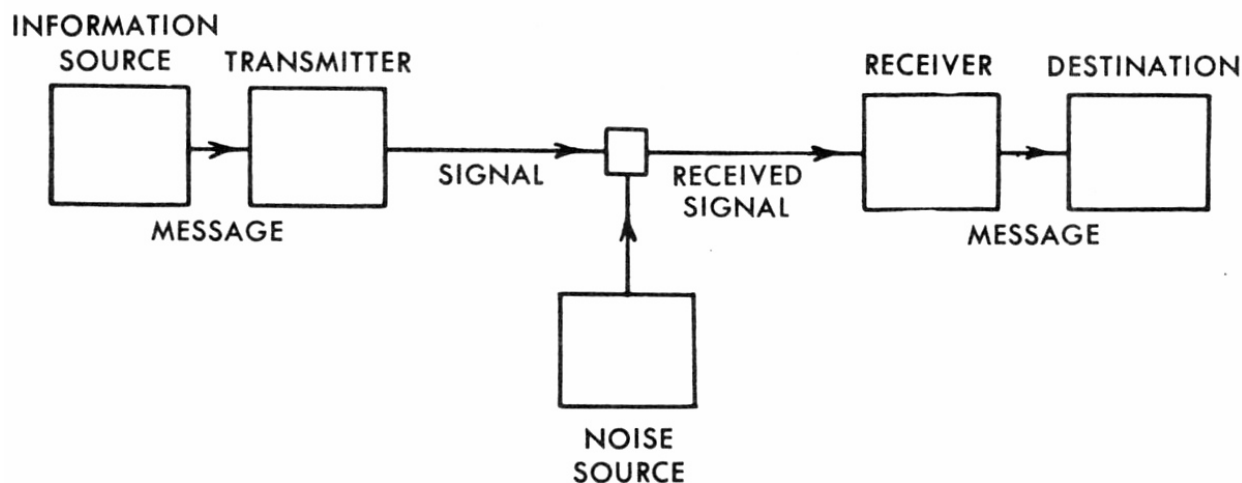 INFORMATION
SOURCE
TRANSMITTER
RECEIVER
DESTINATION
SIGNAL
RECEIVED
SIGNAL
MESSAGE
MESSAGE
NOISE
SOURCE